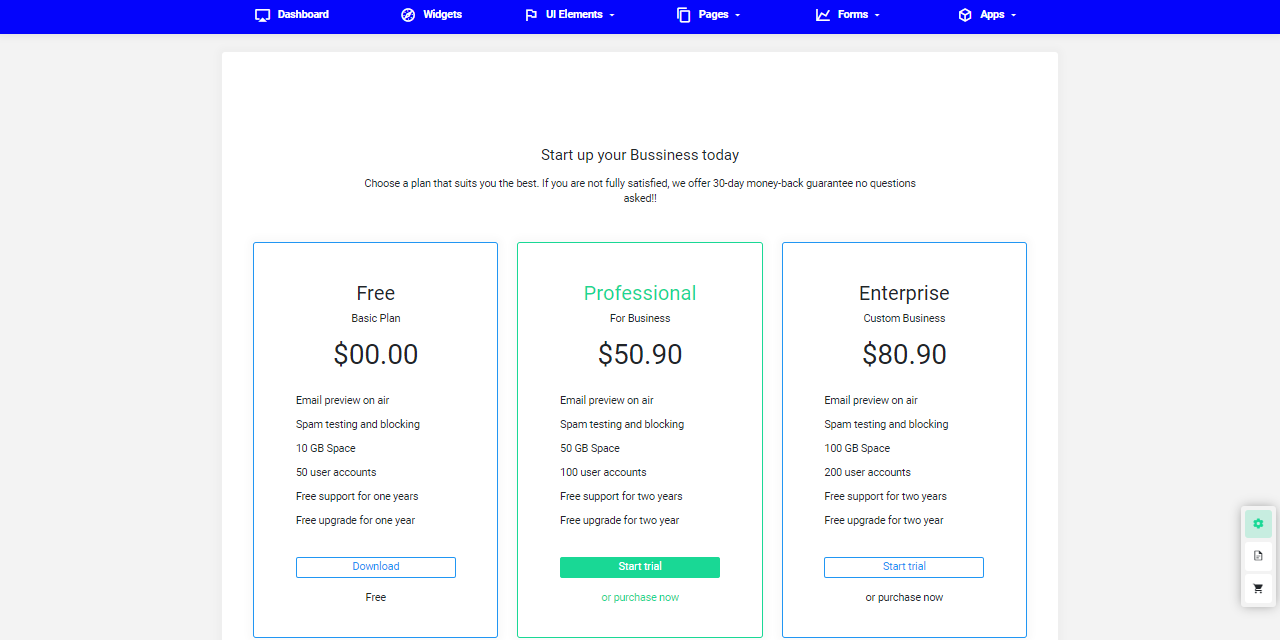 Dashboard
Widgets
UI Elements
Pages
Forms
Apps
Start up your Bussiness today
Choose a plan that suits you the best. If you are not fully satisfied, we offer 30-day money-back guarantee no questions
asked!!
Free
Basic Plan
$00.00
Email preview on air
Spam testing and blocking
10 GB Space
50 user accounts
Free support for one years
Free upgrade for one year
Download
Free
Professional
For Business
$50.90
Email preview on air
Spam testing and blocking
50 GB Space
100 user accounts
Free support for two years
Free upgrade for two year
Start trial
or purchase now
Enterprise
Custom Business
$80.90
Email preview on air
Spam testing and blocking
100 GB Space
200 user accounts
Free support for two years
Free upgrade for two year
Start trial
or purchase now